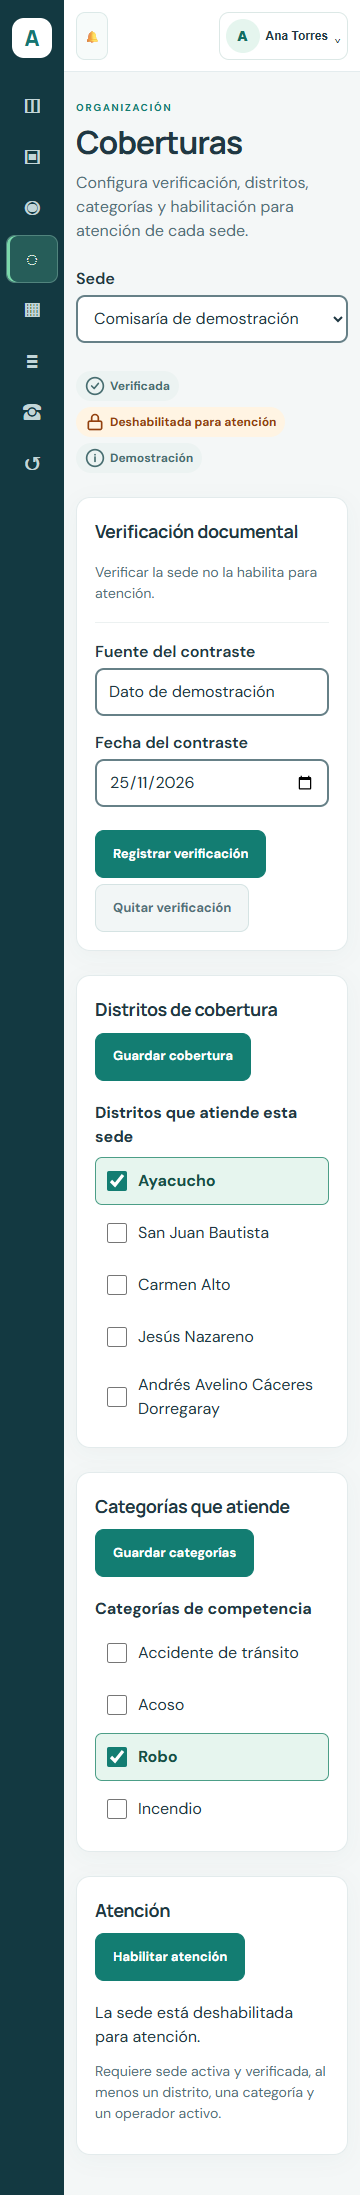 A
A
Ana Torres
ORGANIZACIÓN
Coberturas
Configura verificación, distritos,
categorías y habilitación para
atención de cada sede.
Sede
Comisaría de demostración
Verificada
Deshabilitada para atención
Demostración
Verificación documental
Verificar la sede no la habilita para
atención.
Fuente del contraste
Dato de demostración
Fecha del contraste
25/11/2026
Registrar verificación
Quitar verificación
Distritos de cobertura
Guardar cobertura
Distritos que atiende esta
sede
Ayacucho
San Juan Bautista
Carmen Alto
Jesús Nazareno
Andrés Avelino Cáceres
Dorregaray
Categorías que atiende
Guardar categorías
Categorías de competencia
Accidente de tránsito
Acoso
Robo
Incendio
Atención
Habilitar atención
La sede está deshabilitada
para atención.
Requiere sede activa y verificada, al
menos un distrito, una categoría y
un operador activo.